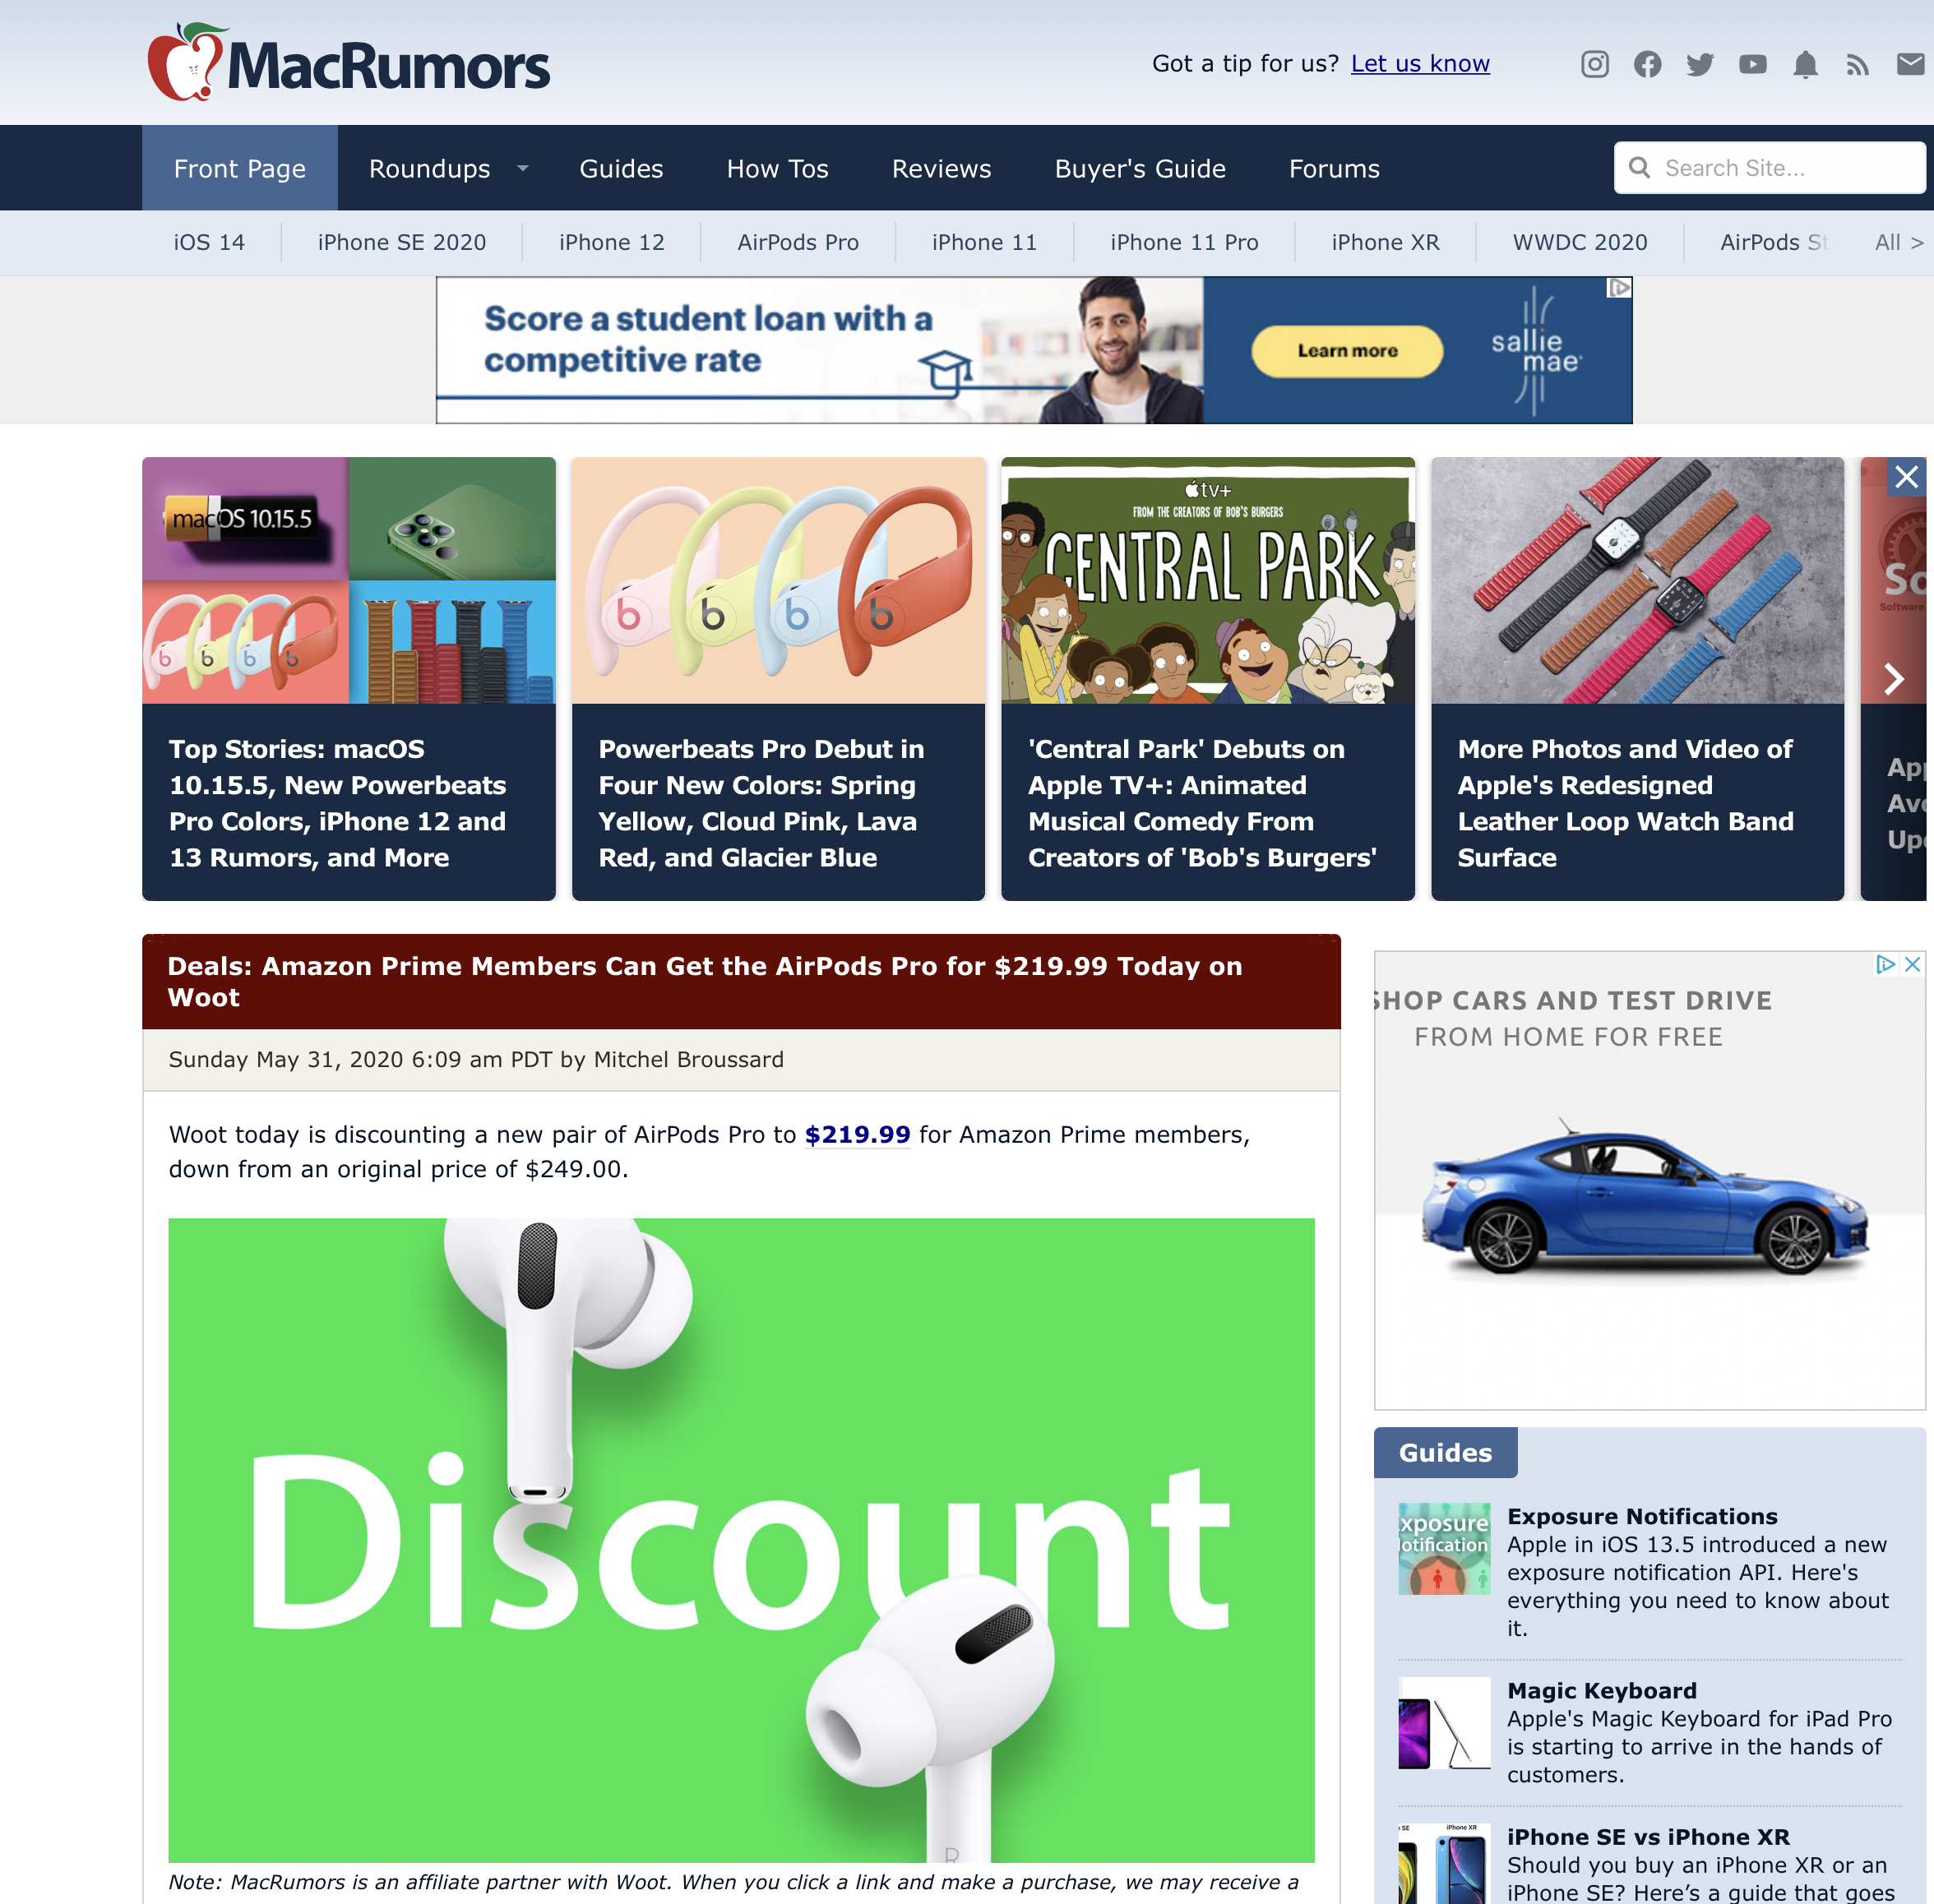 MacRumors
Got a tip for us? Let us know
Front Page
Roundups
Guides
How Tos
Reviews
Buyer's Guide
Forums
Search Site...
iOS 14
iPhone SE 2020
iPhone 12
AirPods Pro
iPhone 11
iPhone 11 Pro
iPhone XR
WWDC 2020
AirPods St
All >
Score a student loan with a
competitive rate
Learn more
sallie
mae
macOS 10.15.5
Top Stories: macOS
10.15.5, New Powerbeats
Pro Colors, iPhone 12 and
13 Rumors, and More
Powerbeats Pro Debut in
Four New Colors: Spring
Yellow, Cloud Pink, Lava
Red, and Glacier Blue
tv+
FROM THE CREATORS OF BOB'S BURGERS
CENTRAL PARK
'Central Park' Debuts on
Apple TV+: Animated
Musical Comedy From
Creators of 'Bob's Burgers'
More Photos and Video of
Apple's Redesigned
Leather Loop Watch Band
Surface
So
Software
App
Avo
Upd
Deals: Amazon Prime Members Can Get the AirPods Pro for $219.99 Today on
Woot
Sunday May 31, 2020 6:09 am PDT by Mitchel Broussard
Woot today is discounting a new pair of AirPods Pro to $219.99 for Amazon Prime members,
down from an original price of $249.00.
Discount
R
Note: MacRumors is an affiliate partner with Woot. When you click a link and make a purchase, we may receive a
SHOP CARS AND TEST DRIVE
FROM HOME FOR FREE
Guides
xposure
otification
Exposure Notifications
Apple in iOS 13.5 introduced a new
exposure notification API. Here's
everything you need to know about
it.
Magic Keyboard
Apple's Magic Keyboard for iPad Pro
is starting to arrive in the hands of
customers.
SE
iPhone XR
iPhone SE vs iPhone XR
Should you buy an iPhone XR or an
iPhone SE? Here’s a guide that goes